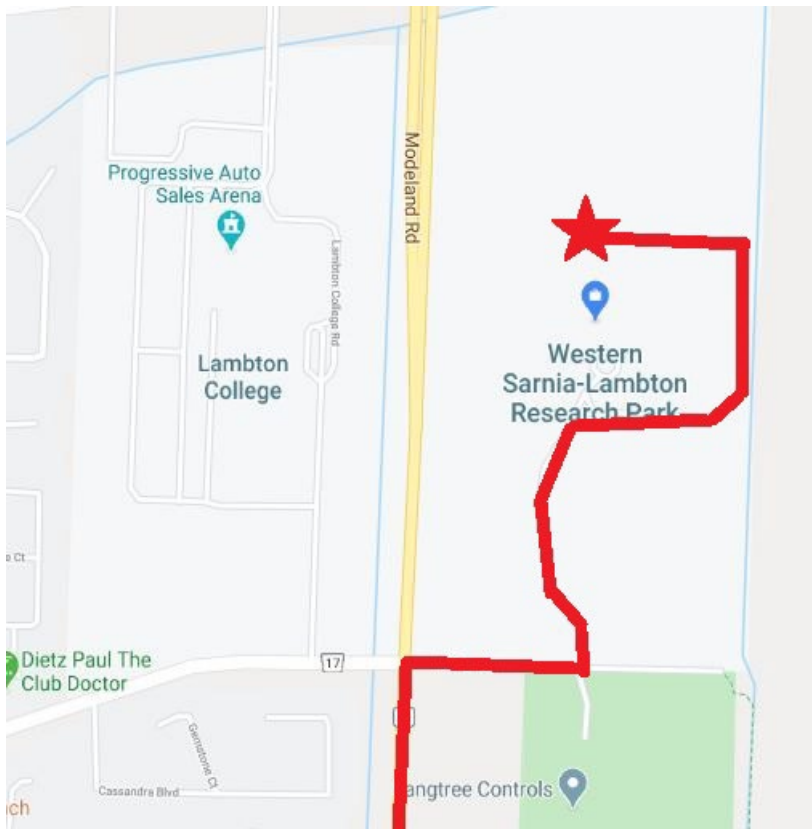 Progressive Auto
Sales Arena
Modeland Rd
Lambton College Rd
Lambton
College
Western
Sarnia-Lambton
Research Park
17
Dietz Paul The
Club Doctor
Gemstone Ct
Cassandra Blvd
angtree Controls
Ct